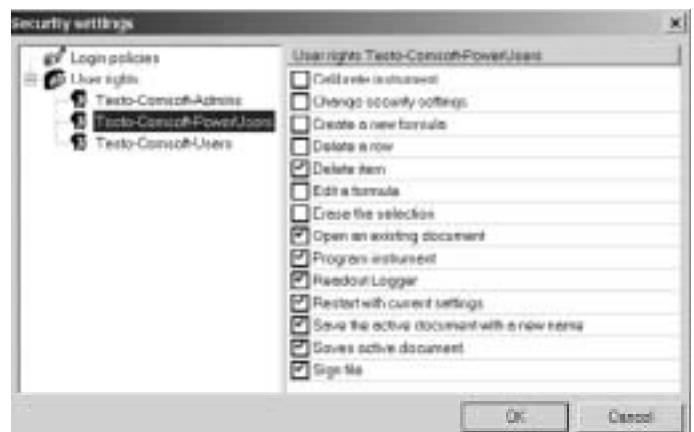 Security settings
Login policies
User rights
Testo-Comsoft-Admins
Testo-Comsoft-PowerUsers
Testo-Comsoft-Users
User rights Testo-Comsoft-PowerUsers
Calibrate instrument
Change security settings
Create a new formula
Delete a row
Delete item
Edit a formula
Erase the selection
Open an existing document
Program instrument
Readout Logger
Restart with current settings
Save the active document with a new name
Saves active document
Sign file
OK
Cancel